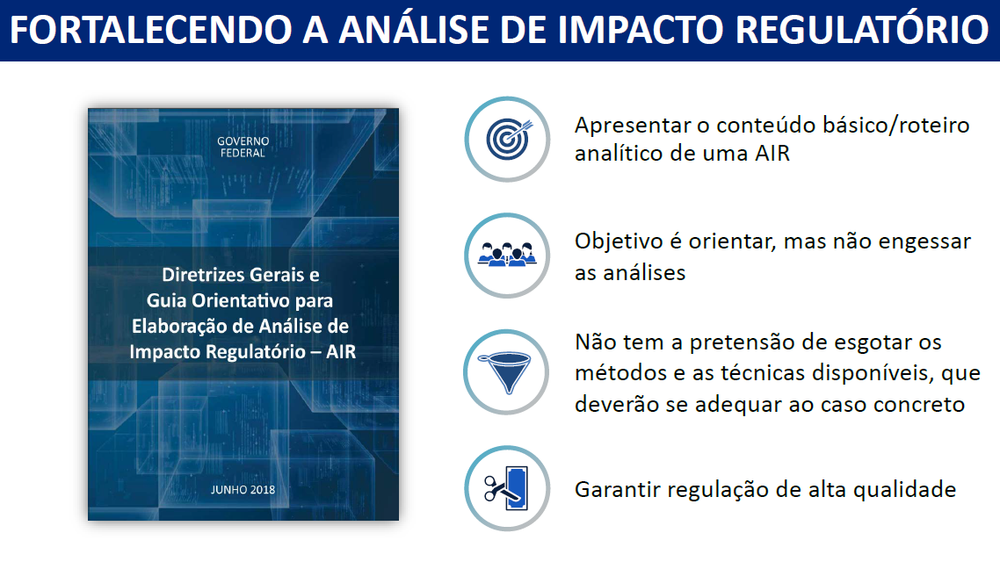 FORTALECENDO A ANÁLISE DE IMPACTO REGULATÓRIO
GOVERNO
FEDERAL
Diretrizes Gerais e
Guia Orientativo para
Elaboração de Análise de
Impacto Regulatório – AIR
JUNHO 2018
Apresentar o conteúdo básico/roteiro
analítico de uma AIR
Objetivo é orientar, mas não engessar
as análises
Não tem a pretensão de esgotar os
métodos e as técnicas disponíveis, que
deverão se adequar ao caso concreto
Garantir regulação de alta qualidade